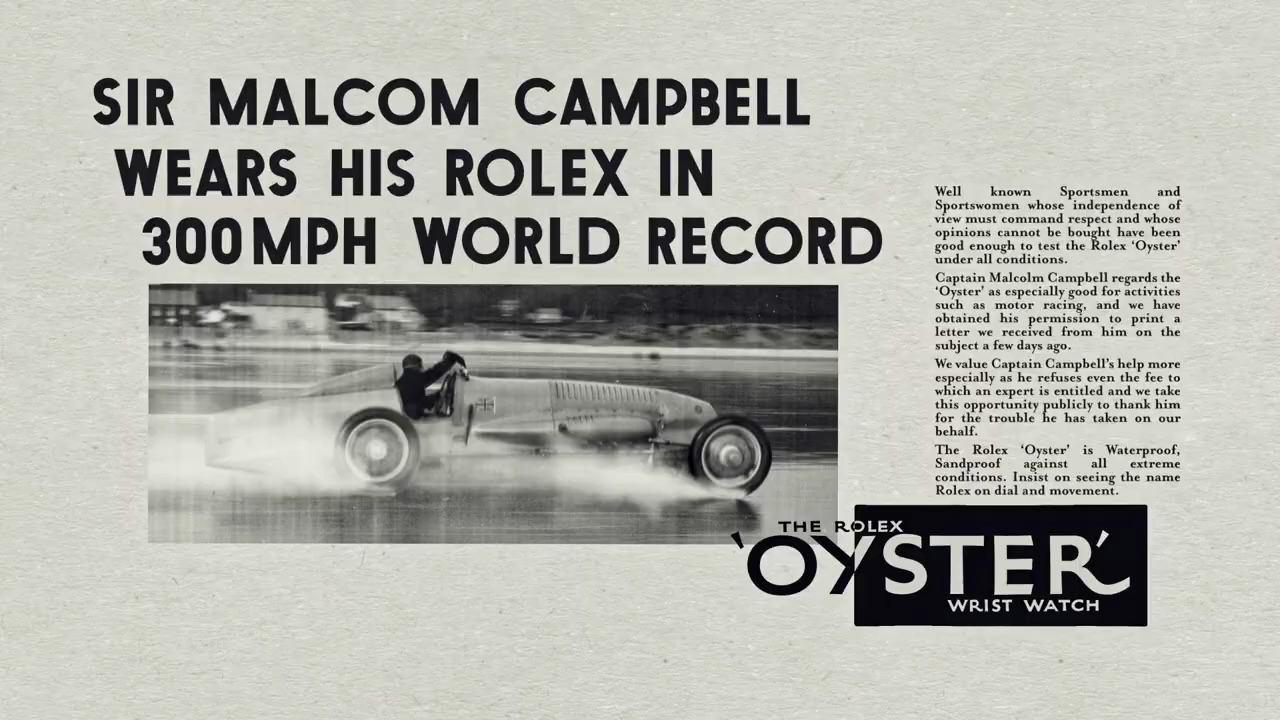 SIR MALCOM CAMPBELL
WEARS HIS ROLEX IN
300 MPH WORLD RECORD
Well known Sportsmen and
Sportswomen whose independence of
view must command respect and whose
opinions cannot be bought have been
good enough to test the Rolex ‘Oyster’
under all conditions.
Captain Malcolm Campbell regards the
‘Oyster’ as especially good for activities
such as motor racing, and we have
obtained his permission to print a
letter we received from him on the
subject a few days ago.
We value Captain Campbell’s help more
especially as he refuses even the fee to
which an expert is entitled and we take
this opportunity publicly to thank him
for the trouble he has taken on our
behalf.
The Rolex ‘Oyster’ is Waterproof,
Sandproof against all extreme
conditions. Insist on seeing the name
Rolex on dial and movement.
THE ROLEX
‘OYSTER’
WRIST WATCH